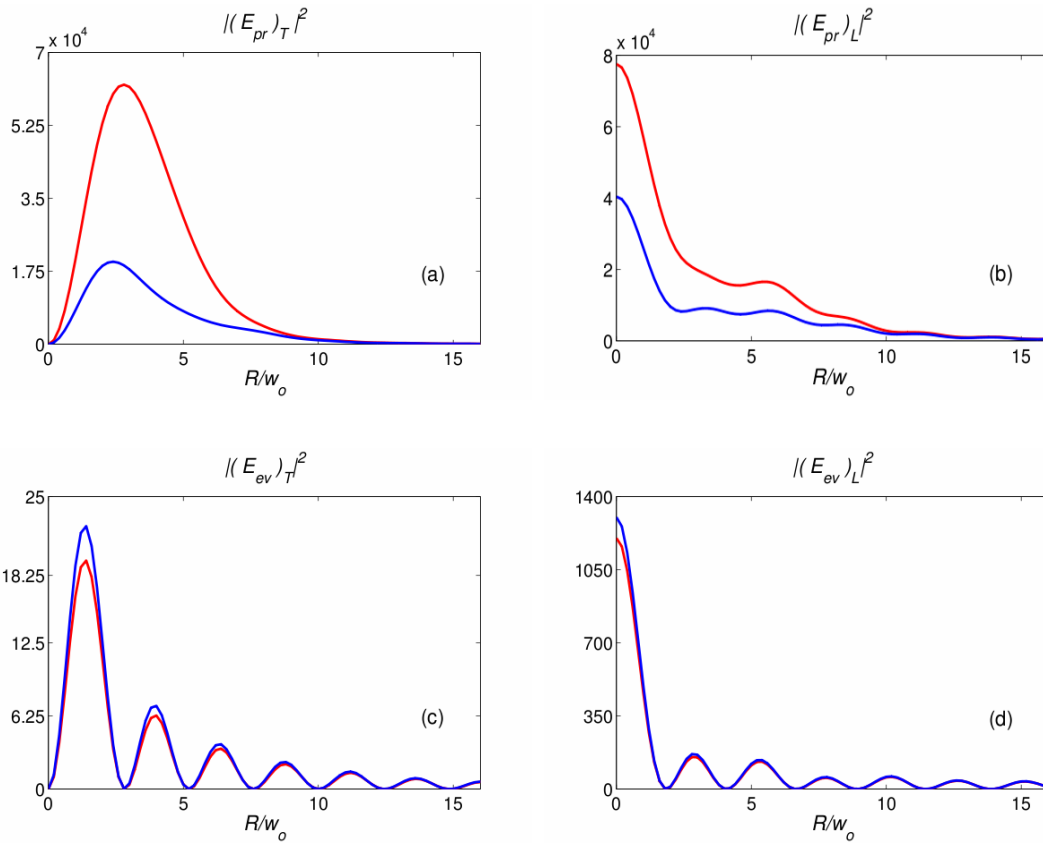 |(E_pr)_T|^2
x 10^4
7
5.25
3.5
1.75
0
0 5 10 15
R/w_o
(a)
|(E_pr)_L|^2
x 10^4
8
6
4
2
0
0 5 10 15
R/w_o
(b)
|(E_ev)_T|^2
25
18.25
12.5
6.25
0
0 5 10 15
R/w_o
(c)
|(E_ev)_L|^2
1400
1050
700
350
0
0 5 10 15
R/w_o
(d)